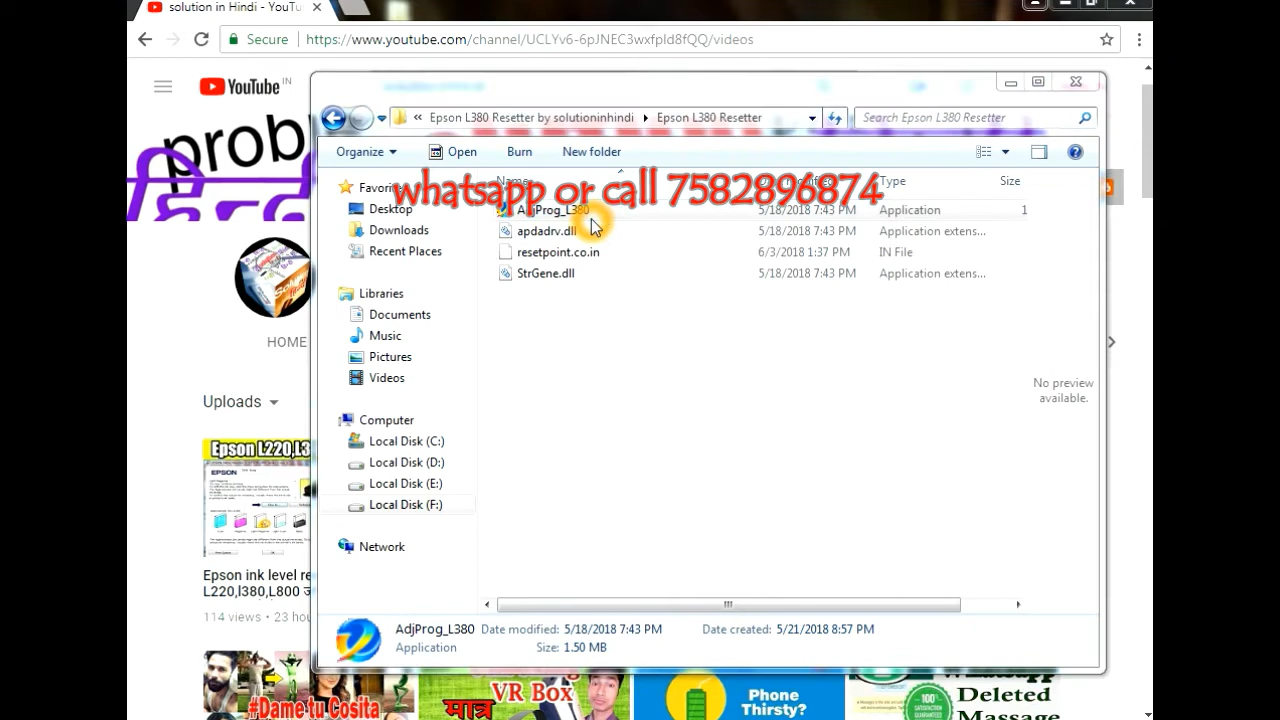 solution in Hindi - YouTu
Secure https://www.youtube.com/channel/UCLYv6-6pJNEC3wxfpId8fQQ/videos
YouTube IN
prob
हिन्द
Epson L380 Resetter by solutioninhindi Epson L380 Resetter
Search Epson L380 Resetter
Organize Open Burn New folder
whatsapp or call 7582896874
Type Size
Favorite
Desktop
Downloads
Recent Places
Libraries
Documents
Music
Pictures
Videos
Computer
Local Disk (C:)
Local Disk (D:)
Local Disk (E:)
Local Disk (F:)
Network
AdjProg_L380 5/18/2018 7:43 PM Application 1
apdadrv.dll 5/18/2018 7:43 PM Application extens...
resetpoint.co.in 6/3/2018 1:37 PM IN File
StrGene.dll 5/18/2018 7:43 PM Application extens...
No preview
available.
HOME
Uploads
Epson L220,l3
EPSON
Epson ink level re
L220,l380,L800
114 views • 23 hou
AdjProg_L380 Date modified: 5/18/2018 7:43 PM Date created: 5/21/2018 8:57 PM
Application Size: 1.50 MB
#Dame tu Cosita
VR Box
मात्र
Phone
Thirsty?
100%
Deleted
Massage